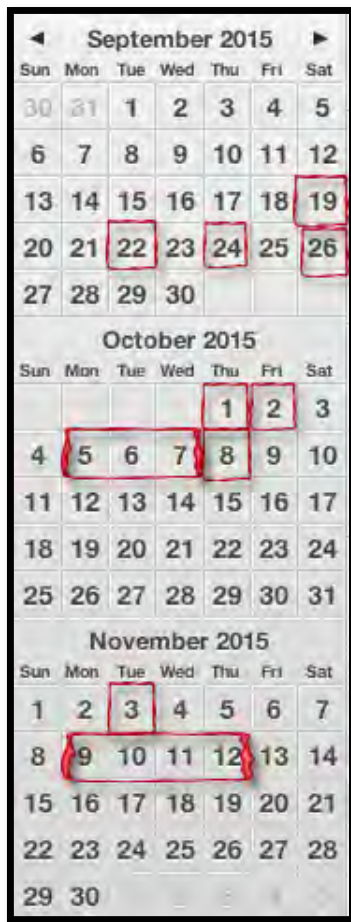 ◄ September 2015 ►
Sun Mon Tue Wed Thu Fri Sat
30 31 1 2 3 4 5
6 7 8 9 10 11 12
13 14 15 16 17 18 19
20 21 22 23 24 25 26
27 28 29 30
October 2015
Sun Mon Tue Wed Thu Fri Sat
1 2 3
4 5 6 7 8 9 10
11 12 13 14 15 16 17
18 19 20 21 22 23 24
25 26 27 28 29 30 31
November 2015
Sun Mon Tue Wed Thu Fri Sat
1 2 3 4 5 6 7
8 9 10 11 12 13 14
15 16 17 18 19 20 21
22 23 24 25 26 27 28
29 30